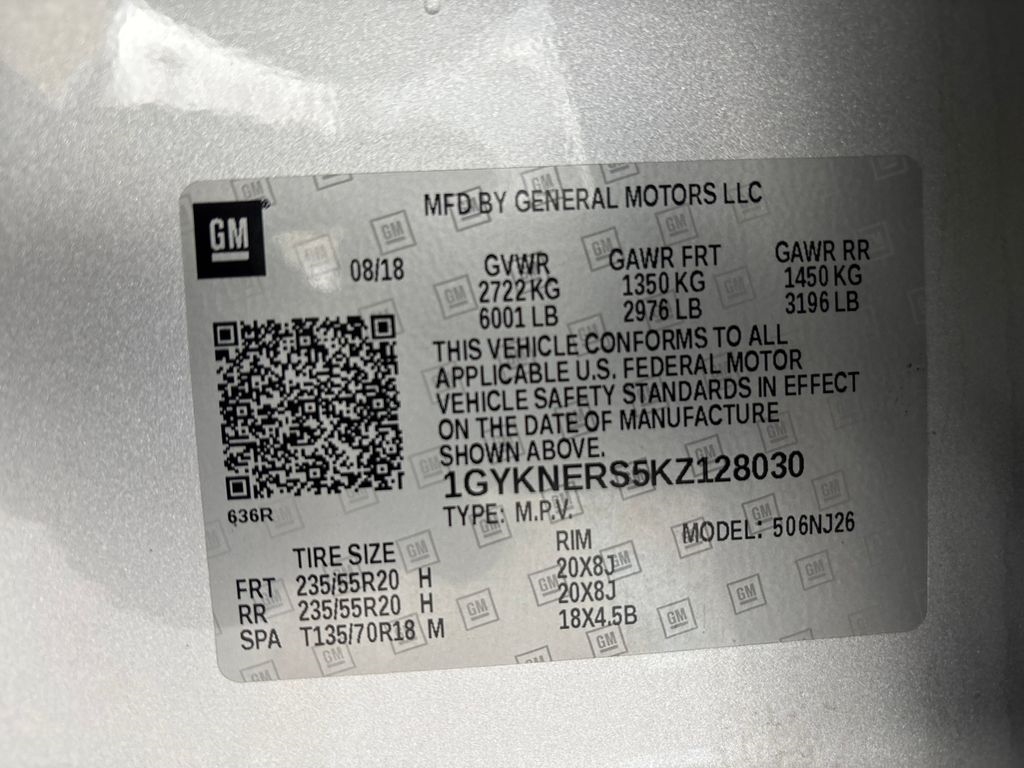 GM
MFD BY GENERAL MOTORS LLC
08/18
GVWR GAWR FRT GAWR RR
2722 KG 1350 KG 1450 KG
6001 LB 2976 LB 3196 LB
THIS VEHICLE CONFORMS TO ALL
APPLICABLE U.S. FEDERAL MOTOR
VEHICLE SAFETY STANDARDS IN EFFECT
ON THE DATE OF MANUFACTURE
SHOWN ABOVE.
1GYKNERS5KZ128030
636R
TYPE: M.P.V. MODEL: 506NJ26
TIRE SIZE RIM
FRT 235/55R20 H 20X8J
RR 235/55R20 H 20X8J
SPA T135/70R18 M 18X4.5B